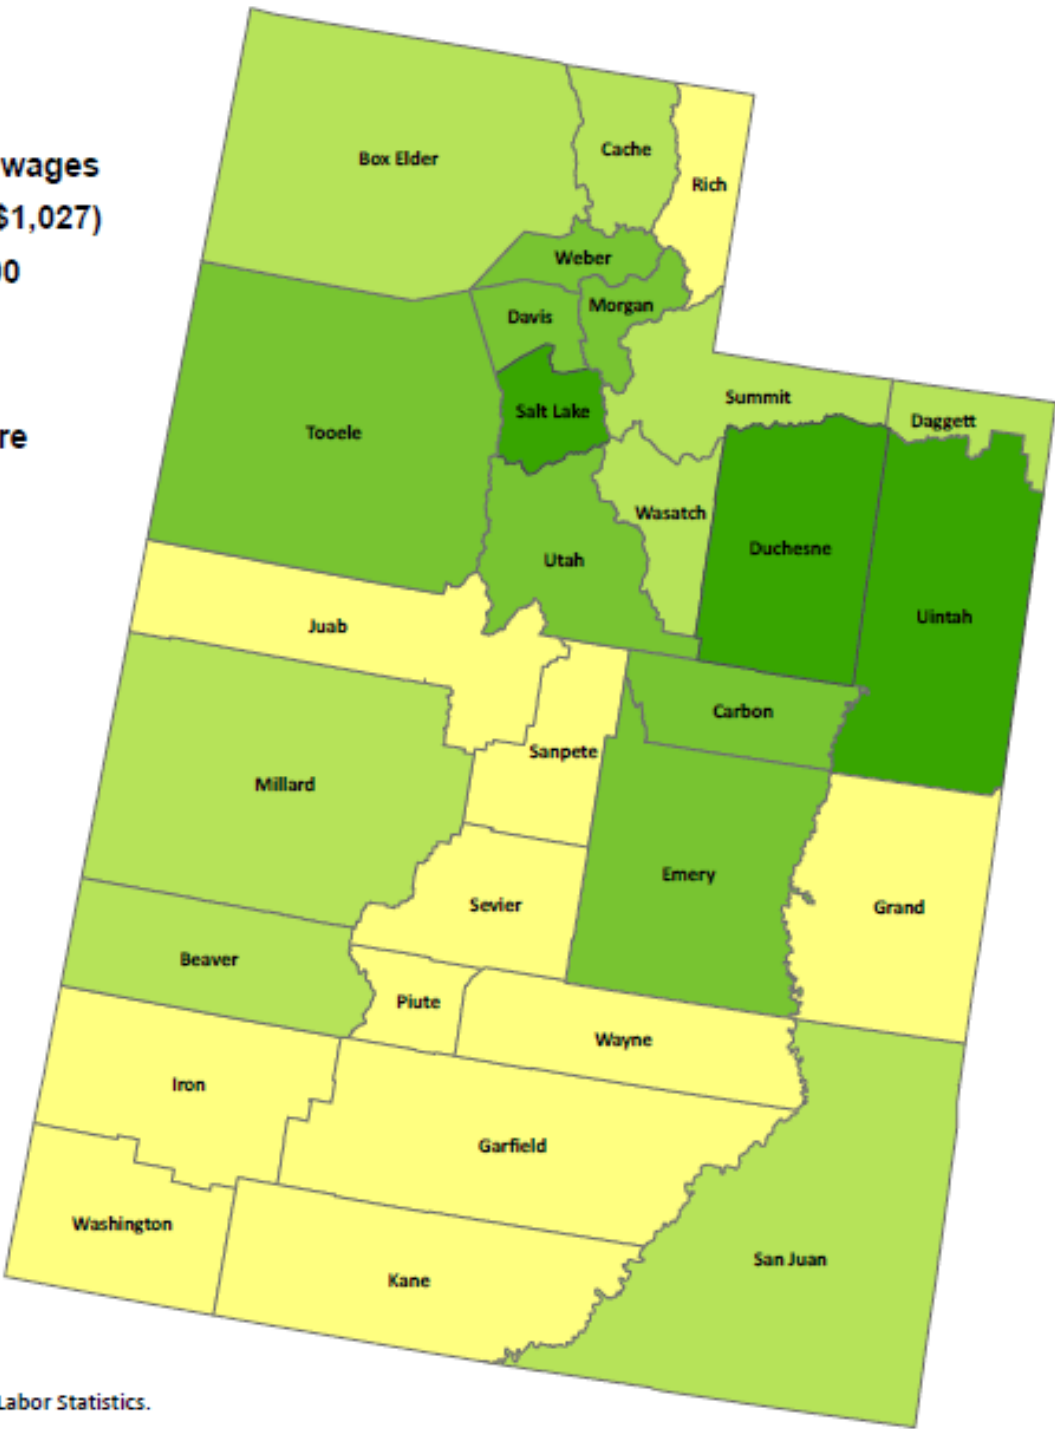 wages
$1,027)
00
re
Box Elder
Cache
Rich
Weber
Morgan
Davis
Summit
Salt Lake
Daggett
Tooele
Wasatch
Duchesne
Utah
Uintah
Juab
Carbon
Sanpete
Millard
Emery
Sevier
Grand
Beaver
Piute
Wayne
Iron
Garfield
Washington
San Juan
Kane
Labor Statistics.